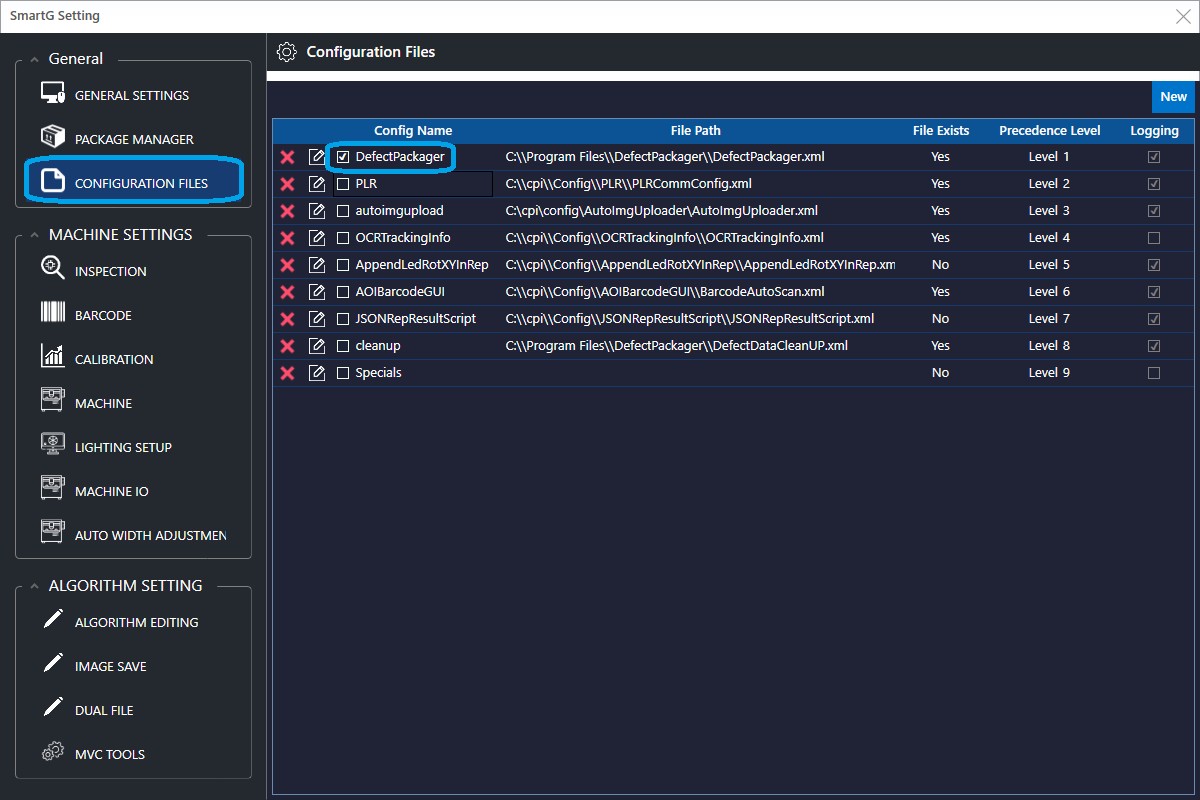 SmartG Setting
General
GENERAL SETTINGS
PACKAGE MANAGER
CONFIGURATION FILES
MACHINE SETTINGS
INSPECTION
BARCODE
CALIBRATION
MACHINE
LIGHTING SETUP
MACHINE IO
AUTO WIDTH ADJUSTMEN
ALGORITHM SETTING
ALGORITHM EDITING
IMAGE SAVE
DUAL FILE
MVC TOOLS
Configuration Files
New
Config Name File Path File Exists Precedence Level Logging
DefectPackager C:\\Program Files\\DefectPackager\\DefectPackager.xml Yes Level 1
PLR C:\\cpi\\Config\\PLR\\PLRCommConfig.xml Yes Level 2
autoimgupload C:\cpi\config\AutoImgUploader\AutoImgUploader.xml Yes Level 3
OCRTrackingInfo C:\\cpi\\Config\\OCRTrackingInfo\\OCRTrackingInfo.xml Yes Level 4
AppendLedRotXYInRep C:\\cpi\\Config\\AppendLedRotXYInRep\\AppendLedRotXYInRep.xm No Level 5
AOIBarcodeGUI C:\\cpi\\Config\\AOIBarcodeGUI\\BarcodeAutoScan.xml Yes Level 6
JSONRepResultScript C:\\cpi\\Config\\JSONRepResultScript\\JSONRepResultScript.xml No Level 7
cleanup C:\\Program Files\\DefectPackager\\DefectDataCleanUP.xml Yes Level 8
Specials No Level 9